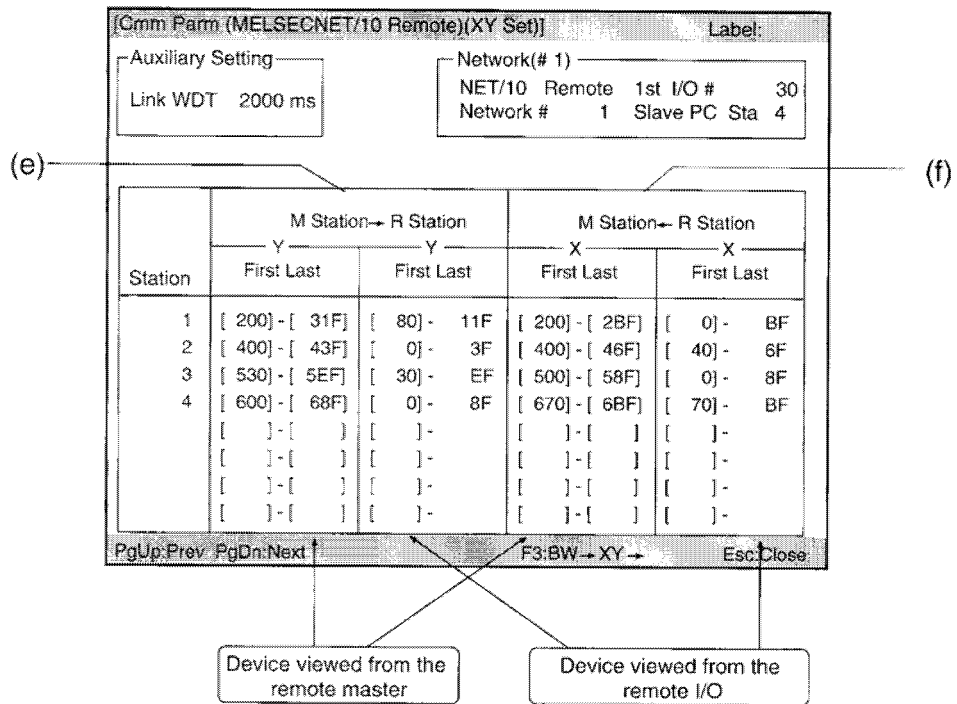 [Cmm Parm (MELSECNET/10 Remote)(XY Set)] Label:
Auxiliary Setting
Link WDT 2000 ms
Network(# 1)
NET/10 Remote 1st I/O # 30
Network # 1 Slave PC Sta 4
(e)
(f)
M Station→ R Station M Station← R Station
Y Y X X
Station First Last First Last First Last First Last
1 [ 200] - [ 31F] [ 80] - 11F [ 200] - [ 2BF] [ 0] - BF
2 [ 400] - [ 43F] [ 0] - 3F [ 400] - [ 46F] [ 40] - 6F
3 [ 530] - [ 5EF] [ 30] - EF [ 500] - [ 58F] [ 0] - 8F
4 [ 600] - [ 68F] [ 0] - 8F [ 670] - [ 6BF] [ 70] - BF
[ ] - [ ] [ ] - [ ] - [ ] [ ] -
[ ] - [ ] [ ] - [ ] - [ ] [ ] -
[ ] - [ ] [ ] - [ ] - [ ] [ ] -
[ ] - [ ] [ ] - [ ] - [ ] [ ] -
PgUp:Prev PgDn:Next F3:BW→ XY → Esc:Close
Device viewed from the
remote master
Device viewed from the
remote I/O